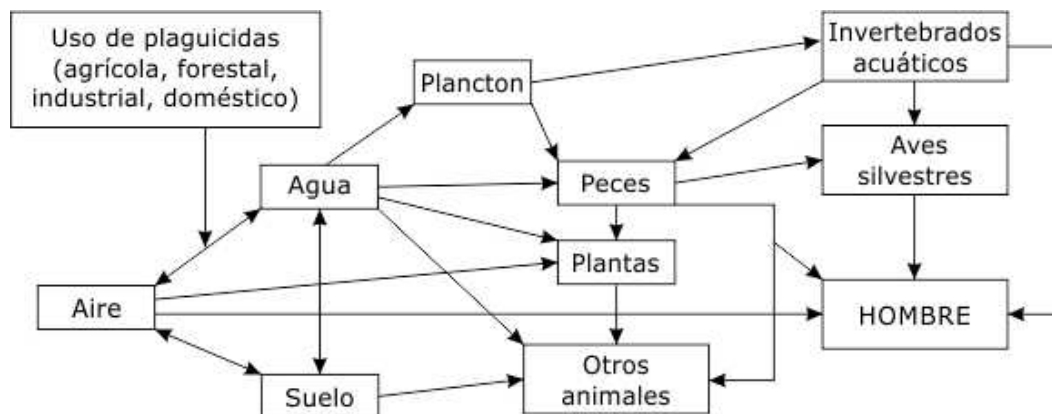 Uso de plaguicidas
(agrícola, forestal,
industrial, doméstico)
Plancton
Invertebrados
acuáticos
Agua
Peces
Aves
silvestres
Plantas
Aire
HOMBRE
Suelo
Otros
animales